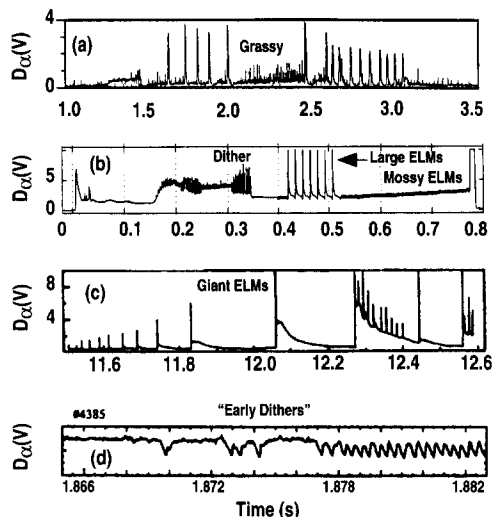 4
(a)
Grassy
2
0
Dα(V)
1.0 1.5 2.0 2.5 3.0 3.5
(b)
Dither
Large ELMs
Mossy ELMs
10
5
0
Dα(V)
0 0.1 0.2 0.3 0.4 0.5 0.6 0.7 0.8
(c)
Giant ELMs
8
4
Dα(V)
11.6 11.8 12.0 12.2 12.4 12.6
#4385
"Early Dithers"
Dα(V)
(d)
1.866 1.872 1.878 1.882
Time (s)